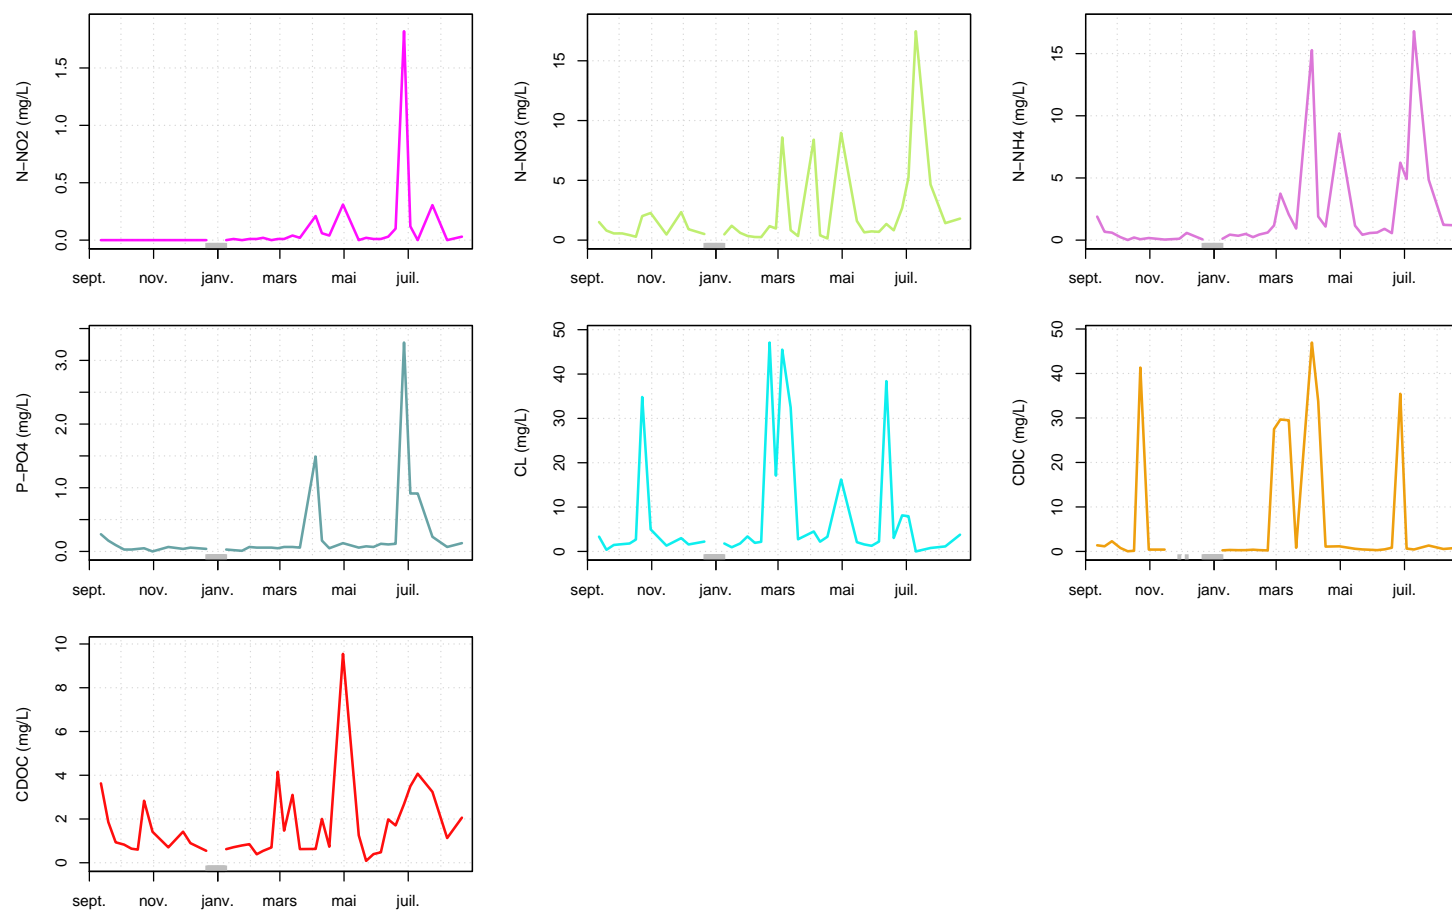 N−NO2 (mg/L)
0.0 0.5 1.0 1.5
sept. nov. janv. mars mai juil.
N−NO3 (mg/L)
0 5 10 15
sept. nov. janv. mars mai juil.
N−NH4 (mg/L)
0 5 10 15
sept. nov. janv. mars mai juil.
P−PO4 (mg/L)
0.0 1.0 2.0 3.0
sept. nov. janv. mars mai juil.
CL (mg/L)
0 10 20 30 40 50
sept. nov. janv. mars mai juil.
CDIC (mg/L)
0 10 20 30 40 50
sept. nov. janv. mars mai juil.
CDOC (mg/L)
0 2 4 6 8 10
sept. nov. janv. mars mai juil.